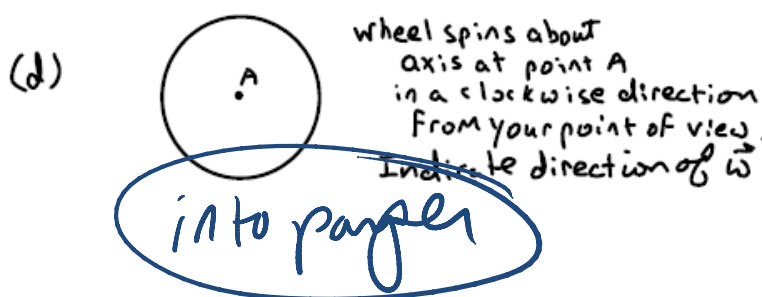 (d)
A
wheel spins about
axis at point A
in a clockwise direction
from your point of view.
Indicate direction of ω⃗
into paper